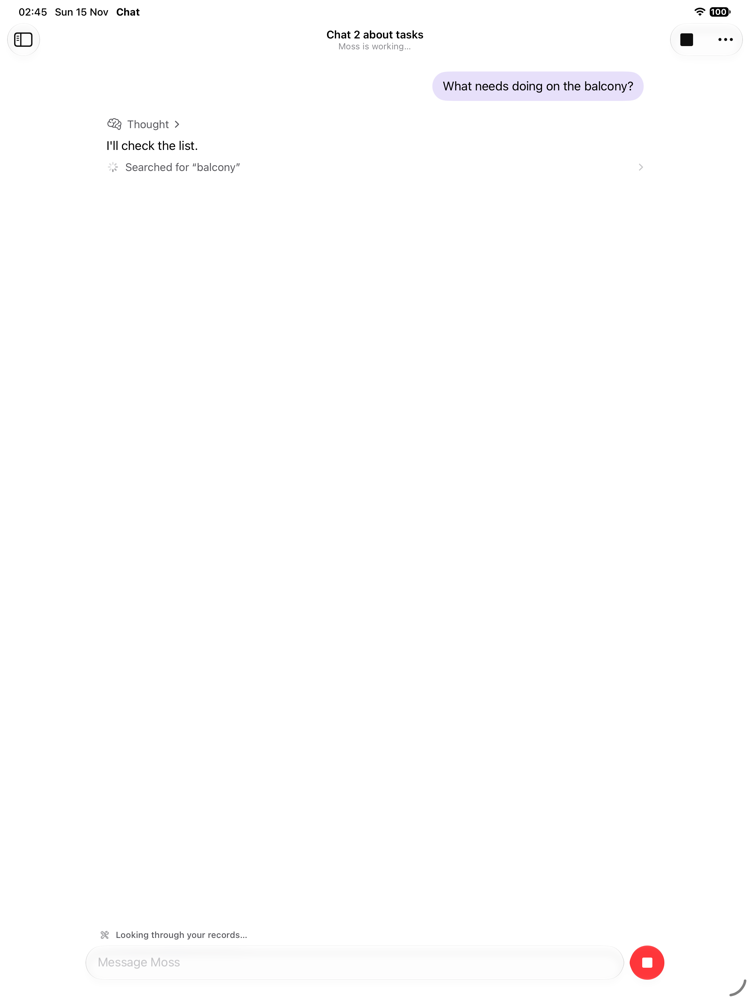 02:45 Sun 15 Nov Chat 100
Chat 2 about tasks
Moss is working...
What needs doing on the balcony?
Thought
I'll check the list.
Searched for “balcony”
Looking through your records...
Message Moss